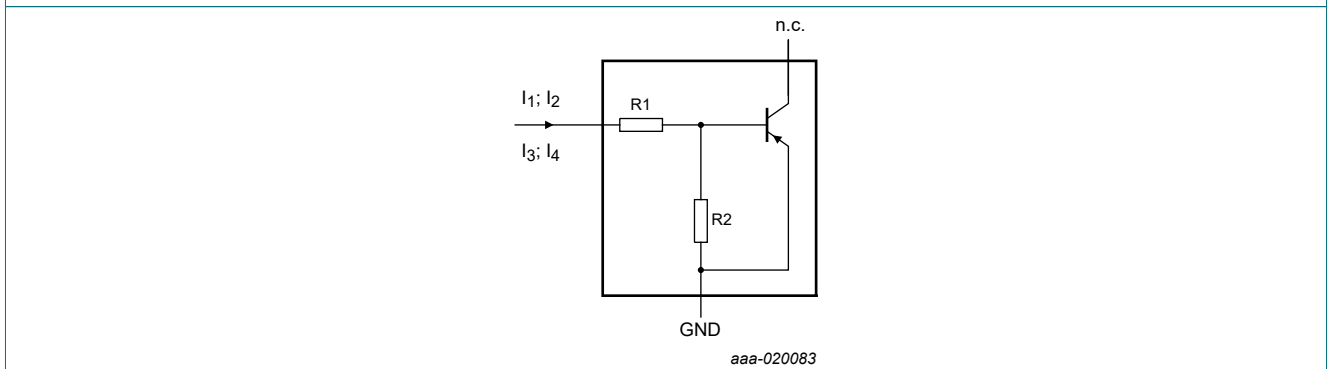 n.c.
I1; I2
R1
I3; I4
R2
GND
aaa-020083